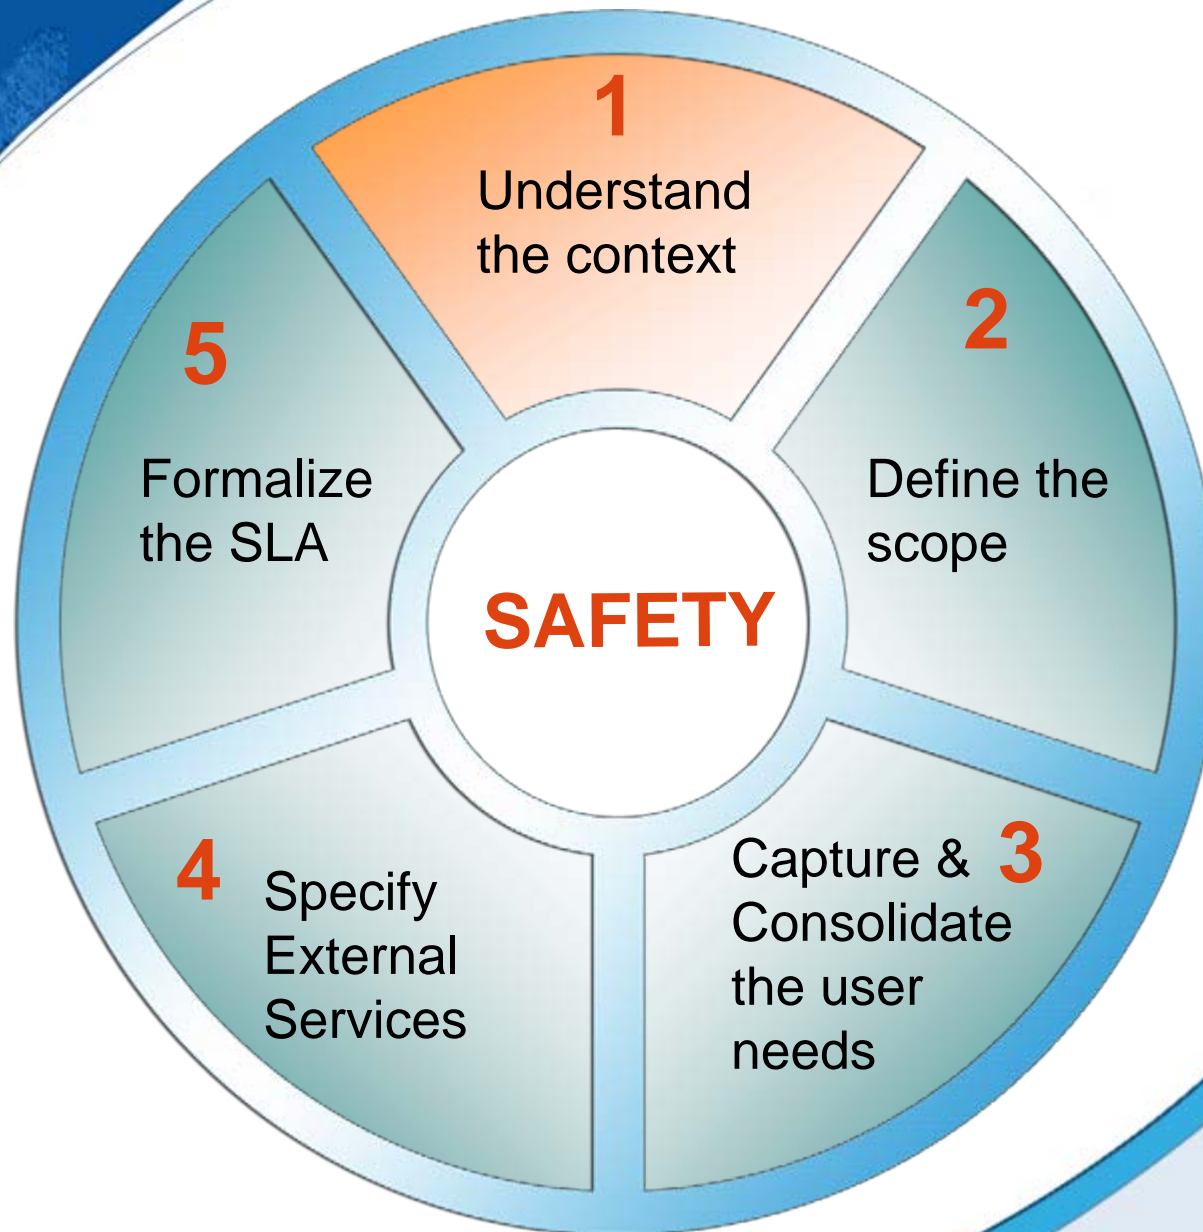 1
Understand
the context
2
Define the
scope
3
Capture &
Consolidate
the user
needs
4
Specify
External
Services
5
Formalize
the SLA
SAFETY